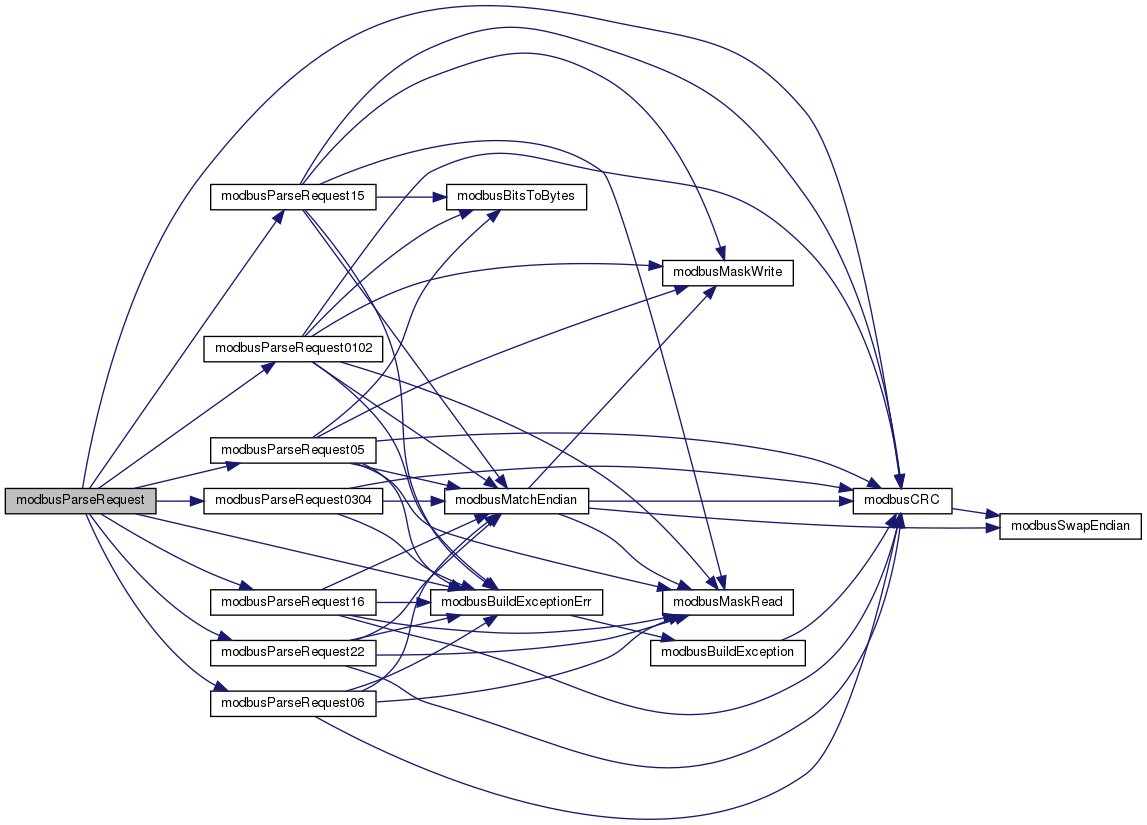 modbusParseRequest
modbusParseRequest15
modbusParseRequest0102
modbusParseRequest05
modbusParseRequest0304
modbusParseRequest16
modbusParseRequest22
modbusParseRequest06
modbusBitsToBytes
modbusMatchEndian
modbusBuildExceptionErr
modbusMaskWrite
modbusMaskRead
modbusBuildException
modbusCRC
modbusSwapEndian